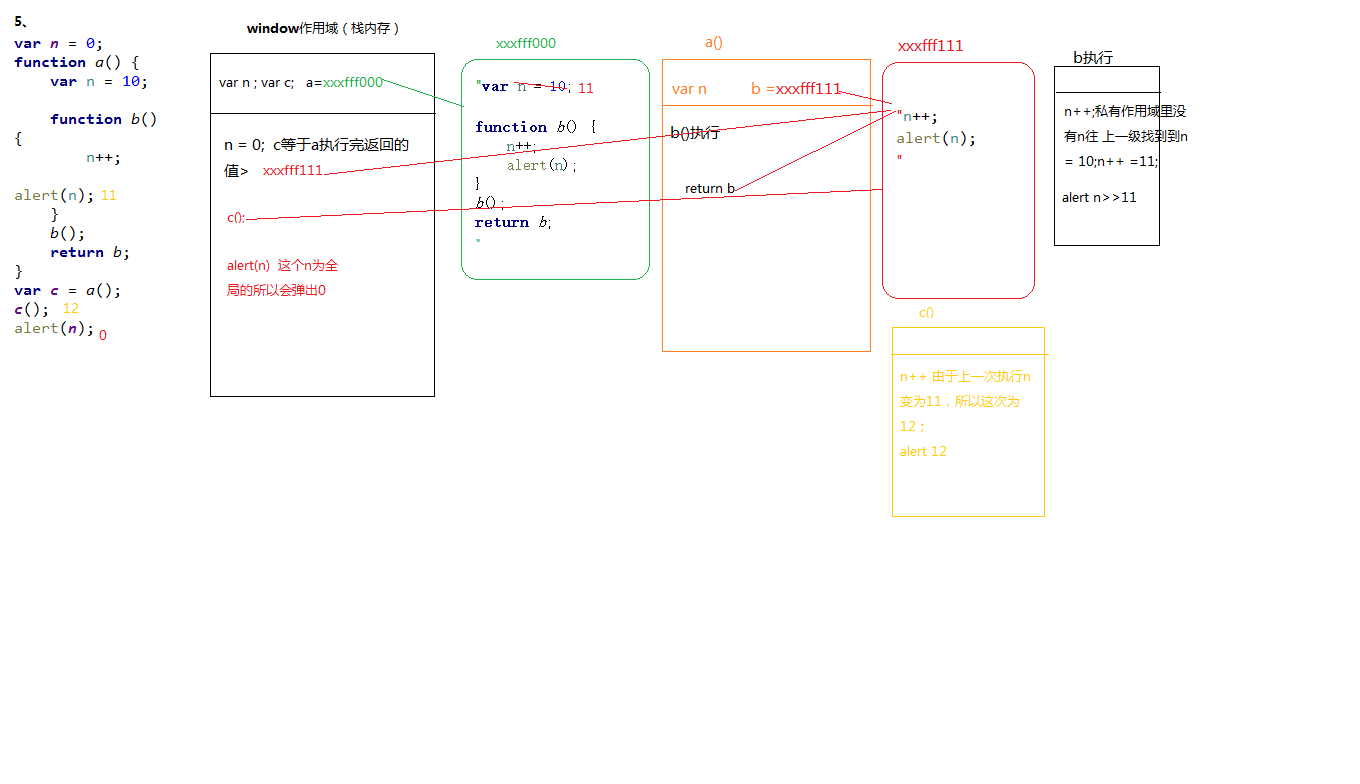 5、
var n = 0;
function a() {
var n = 10;
function b()
{
n++;
alert(n); 11
}
b();
return b;
}
var c = a();
c(); 12
alert(n); 0
window作用域（栈内存）
var n ; var c; a=xxxfff000
n = 0; c等于a执行完返回的
值> xxxfff111
c();
alert(n) 这个n为全
局的所以会弹出0
xxxfff000
"var n = 10; 11
function b() {
n++;
alert(n);
}
b();
return b;
"
a()
var n b =xxxfff111
b()执行
return b
xxxfff111
"n++;
alert(n);
"
b执行
n++;私有作用域里没
有n往 上一级找到到n
= 10;n++ =11;
alert n>>11
c()
n++ 由于上一次执行n
变为11，所以这次为
12；
alert 12